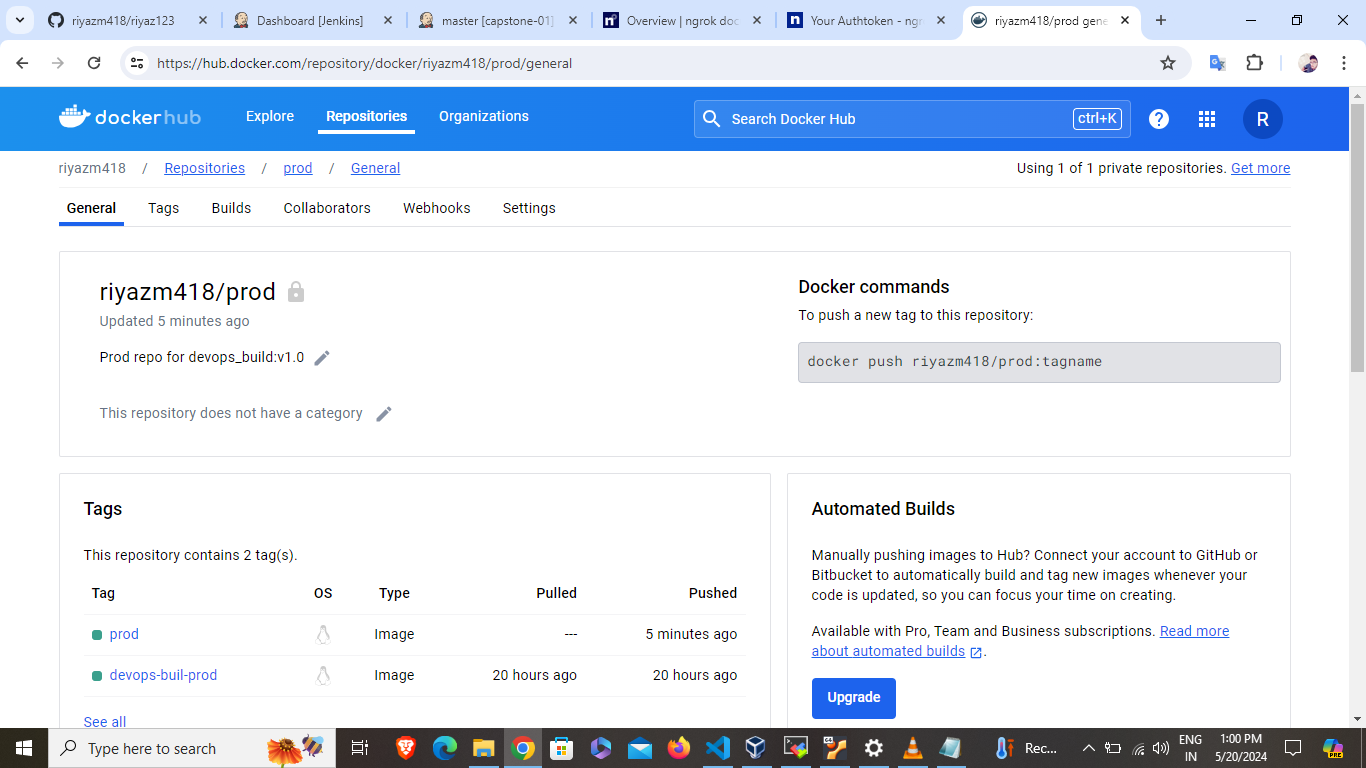 riyazm418/riyaz123
Dashboard [Jenkins]
master [capstone-01]
Overview | ngrok doc
Your Authtoken - ngr
riyazm418/prod gene
https://hub.docker.com/repository/docker/riyazm418/prod/general
dockerhub
Explore
Repositories
Organizations
Search Docker Hub
ctrl+K
?
R
riyazm418 / Repositories / prod / General
Using 1 of 1 private repositories. Get more
General
Tags
Builds
Collaborators
Webhooks
Settings
riyazm418/prod
Updated 5 minutes ago
Prod repo for devops_build:v1.0
This repository does not have a category
Docker commands
To push a new tag to this repository:
docker push riyazm418/prod:tagname
Tags
This repository contains 2 tag(s).
Tag OS Type Pulled Pushed
prod Image --- 5 minutes ago
devops-buil-prod Image 20 hours ago 20 hours ago
See all
Automated Builds
Manually pushing images to Hub? Connect your account to GitHub or
Bitbucket to automatically build and tag new images whenever your
code is updated, so you can focus your time on creating.
Available with Pro, Team and Business subscriptions. Read more
about automated builds .
Upgrade
Type here to search
Rec...
ENG
IN
1:00 PM
5/20/2024
PRE